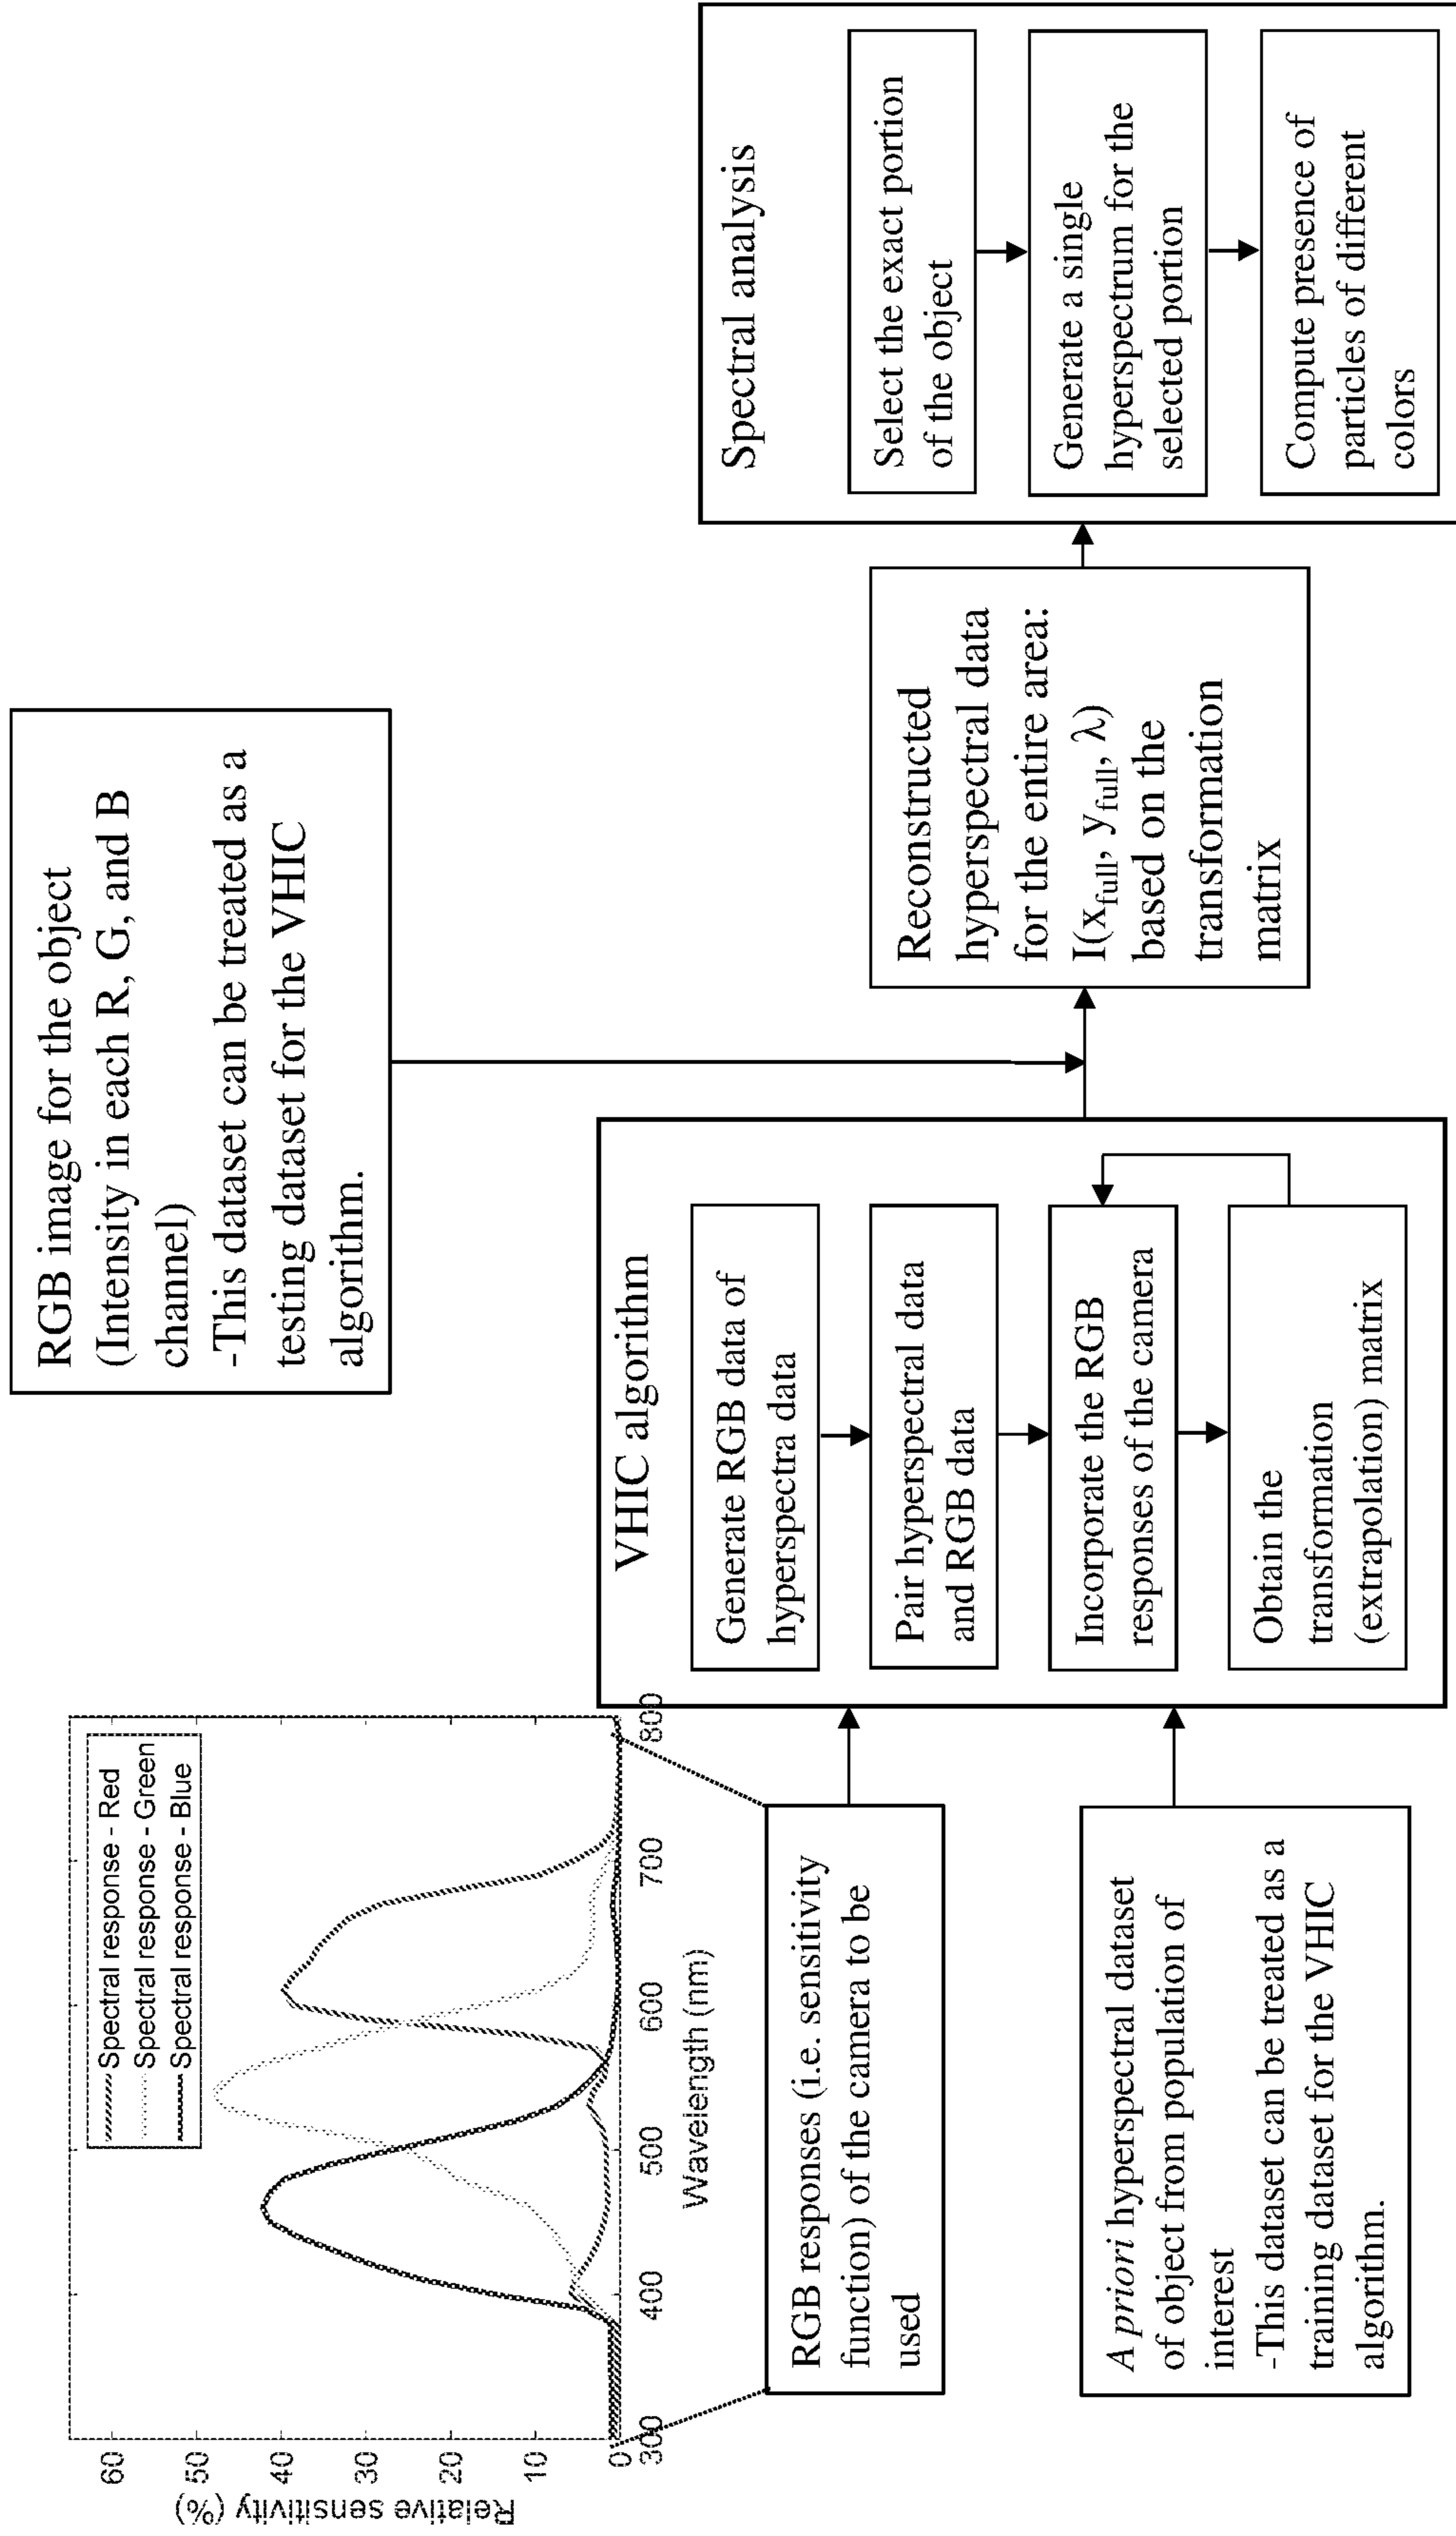 Relative sensitivity (%)
60
50
40
30
20
10
0
300
400
500
600
700
800
Wavelength (nm)
Spectral response - Red
Spectral response - Green
Spectral response - Blue
RGB responses (i.e. sensitivity
function) of the camera to be
used
A priori hyperspectral dataset
of object from population of
interest
-This dataset can be treated as a
training dataset for the VHIC
algorithm.
VHIC algorithm
Generate RGB data of
hyperspectra data
Pair hyperspectral data
and RGB data
Incorporate the RGB
responses of the camera
Obtain the
transformation
(extrapolation) matrix
RGB image for the object
(Intensity in each R, G, and B
channel)
-This dataset can be treated as a
testing dataset for the VHIC
algorithm.
Reconstructed
hyperspectral data
for the entire area:
I(x_full, y_full, λ)
based on the
transformation
matrix
Spectral analysis
Select the exact portion
of the object
Generate a single
hyperspectrum for the
selected portion
Compute presence of
particles of different
colors